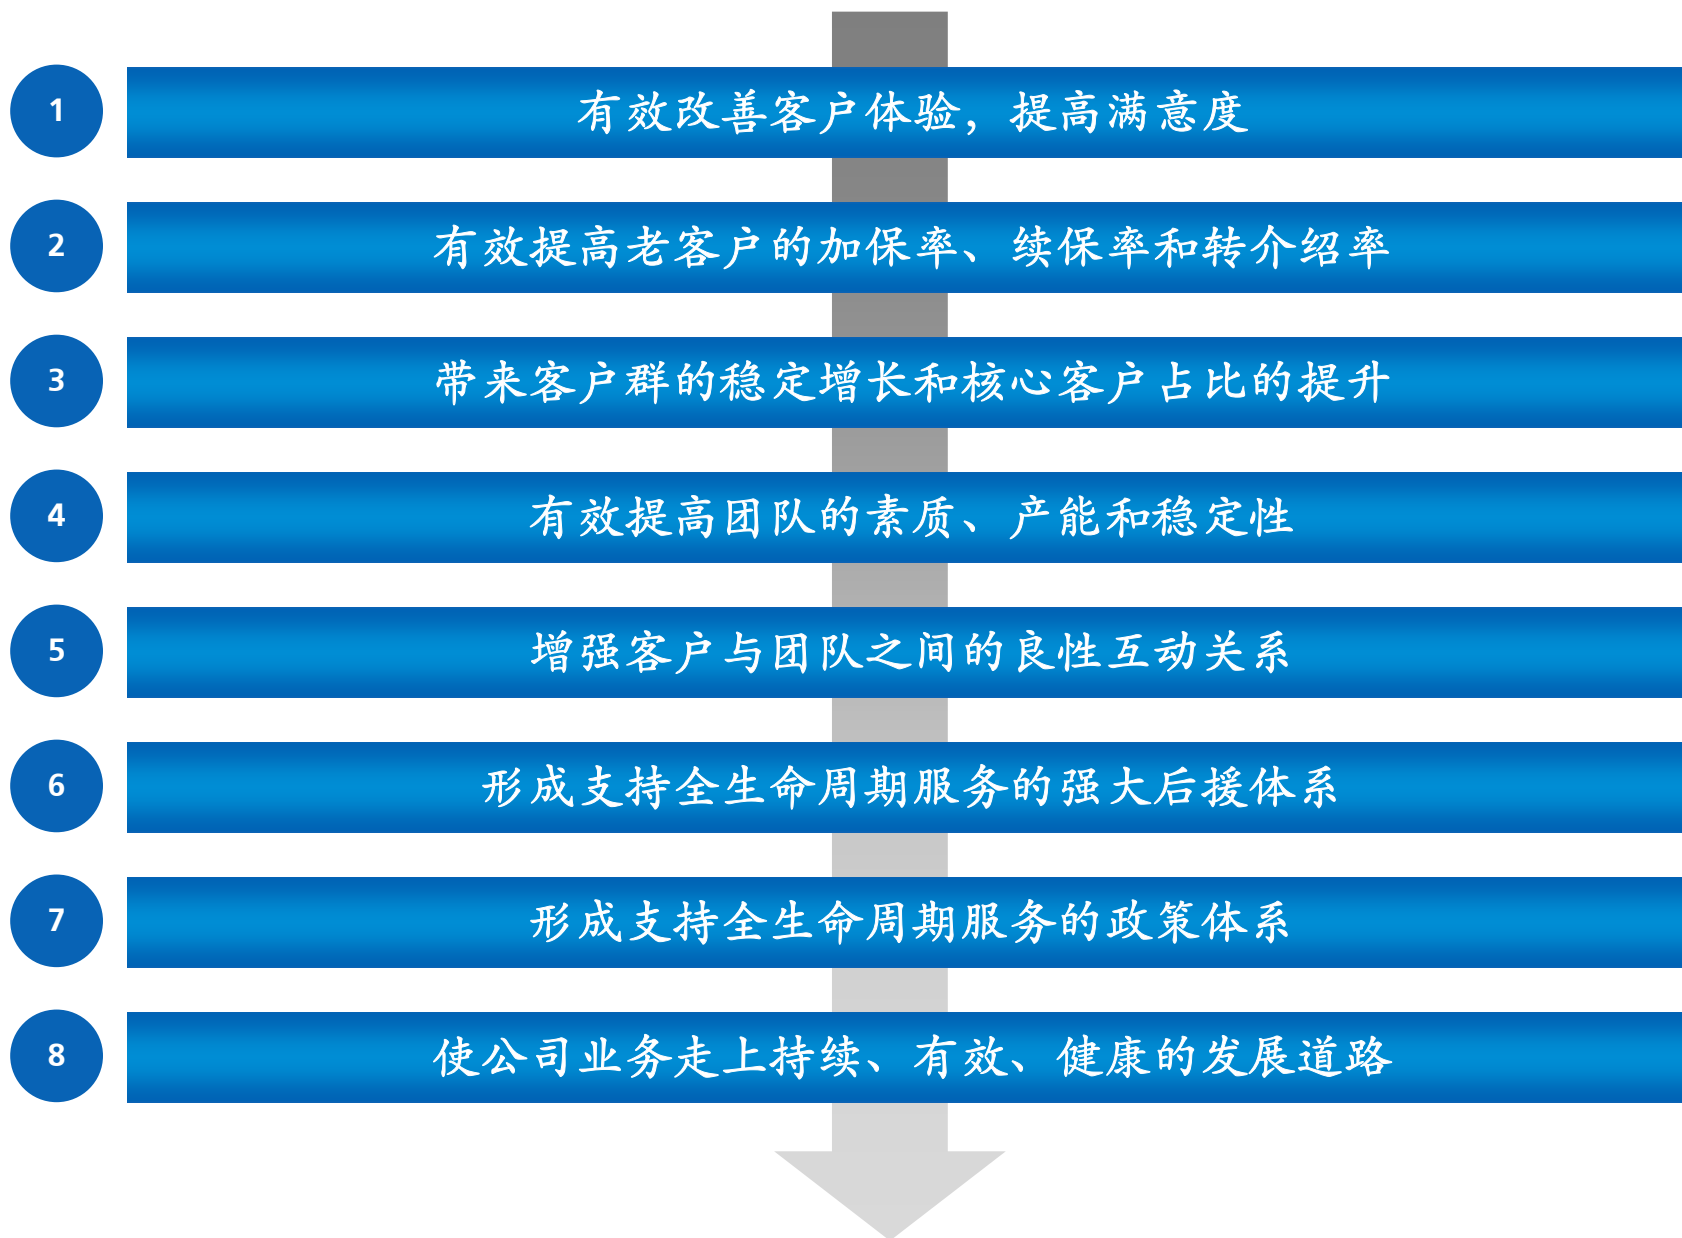 1
有效改善客户体验，提高满意度
2
有效提高老客户的加保率、续保率和转介绍率
3
带来客户群的稳定增长和核心客户占比的提升
4
有效提高团队的素质、产能和稳定性
5
增强客户与团队之间的良性互动关系
6
形成支持全生命周期服务的强大后援体系
7
形成支持全生命周期服务的政策体系
8
使公司业务走上持续、有效、健康的发展道路